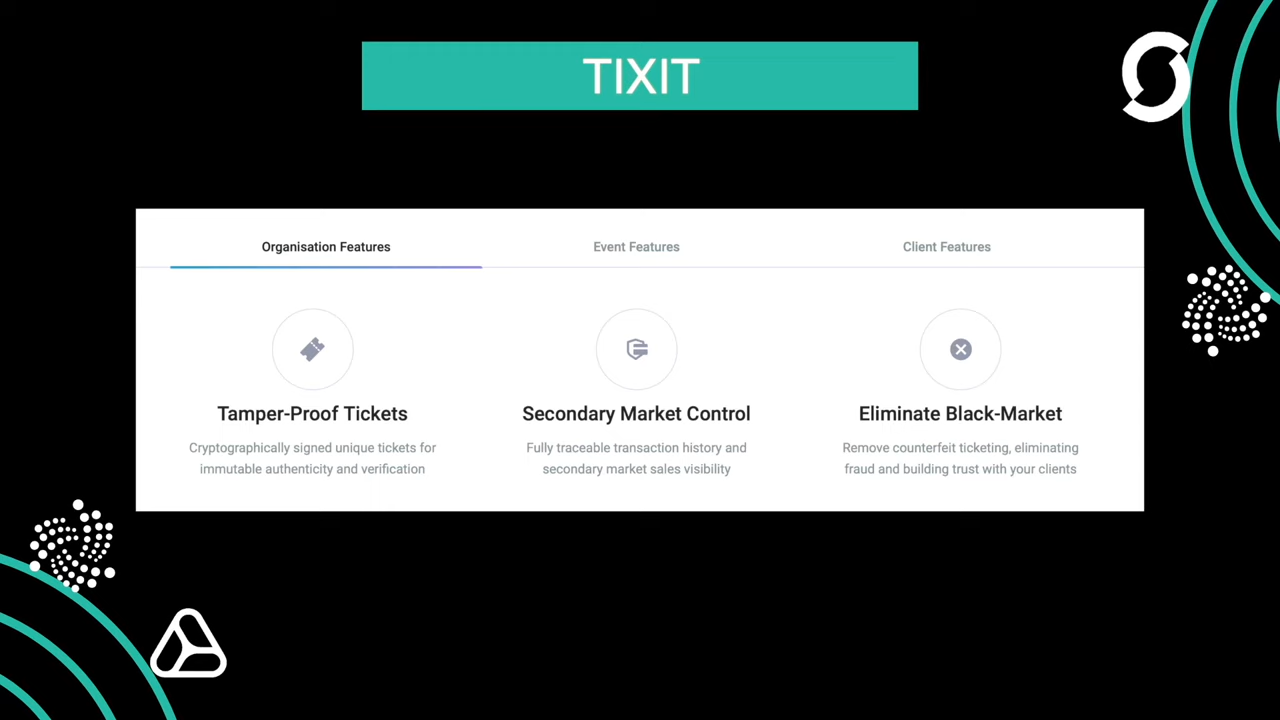 TIXIT
Organisation Features
Event Features
Client Features
Tamper-Proof Tickets
Cryptographically signed unique tickets for
immutable authenticity and verification
Secondary Market Control
Fully traceable transaction history and
secondary market sales visibility
Eliminate Black-Market
Remove counterfeit ticketing, eliminating
fraud and building trust with your clients